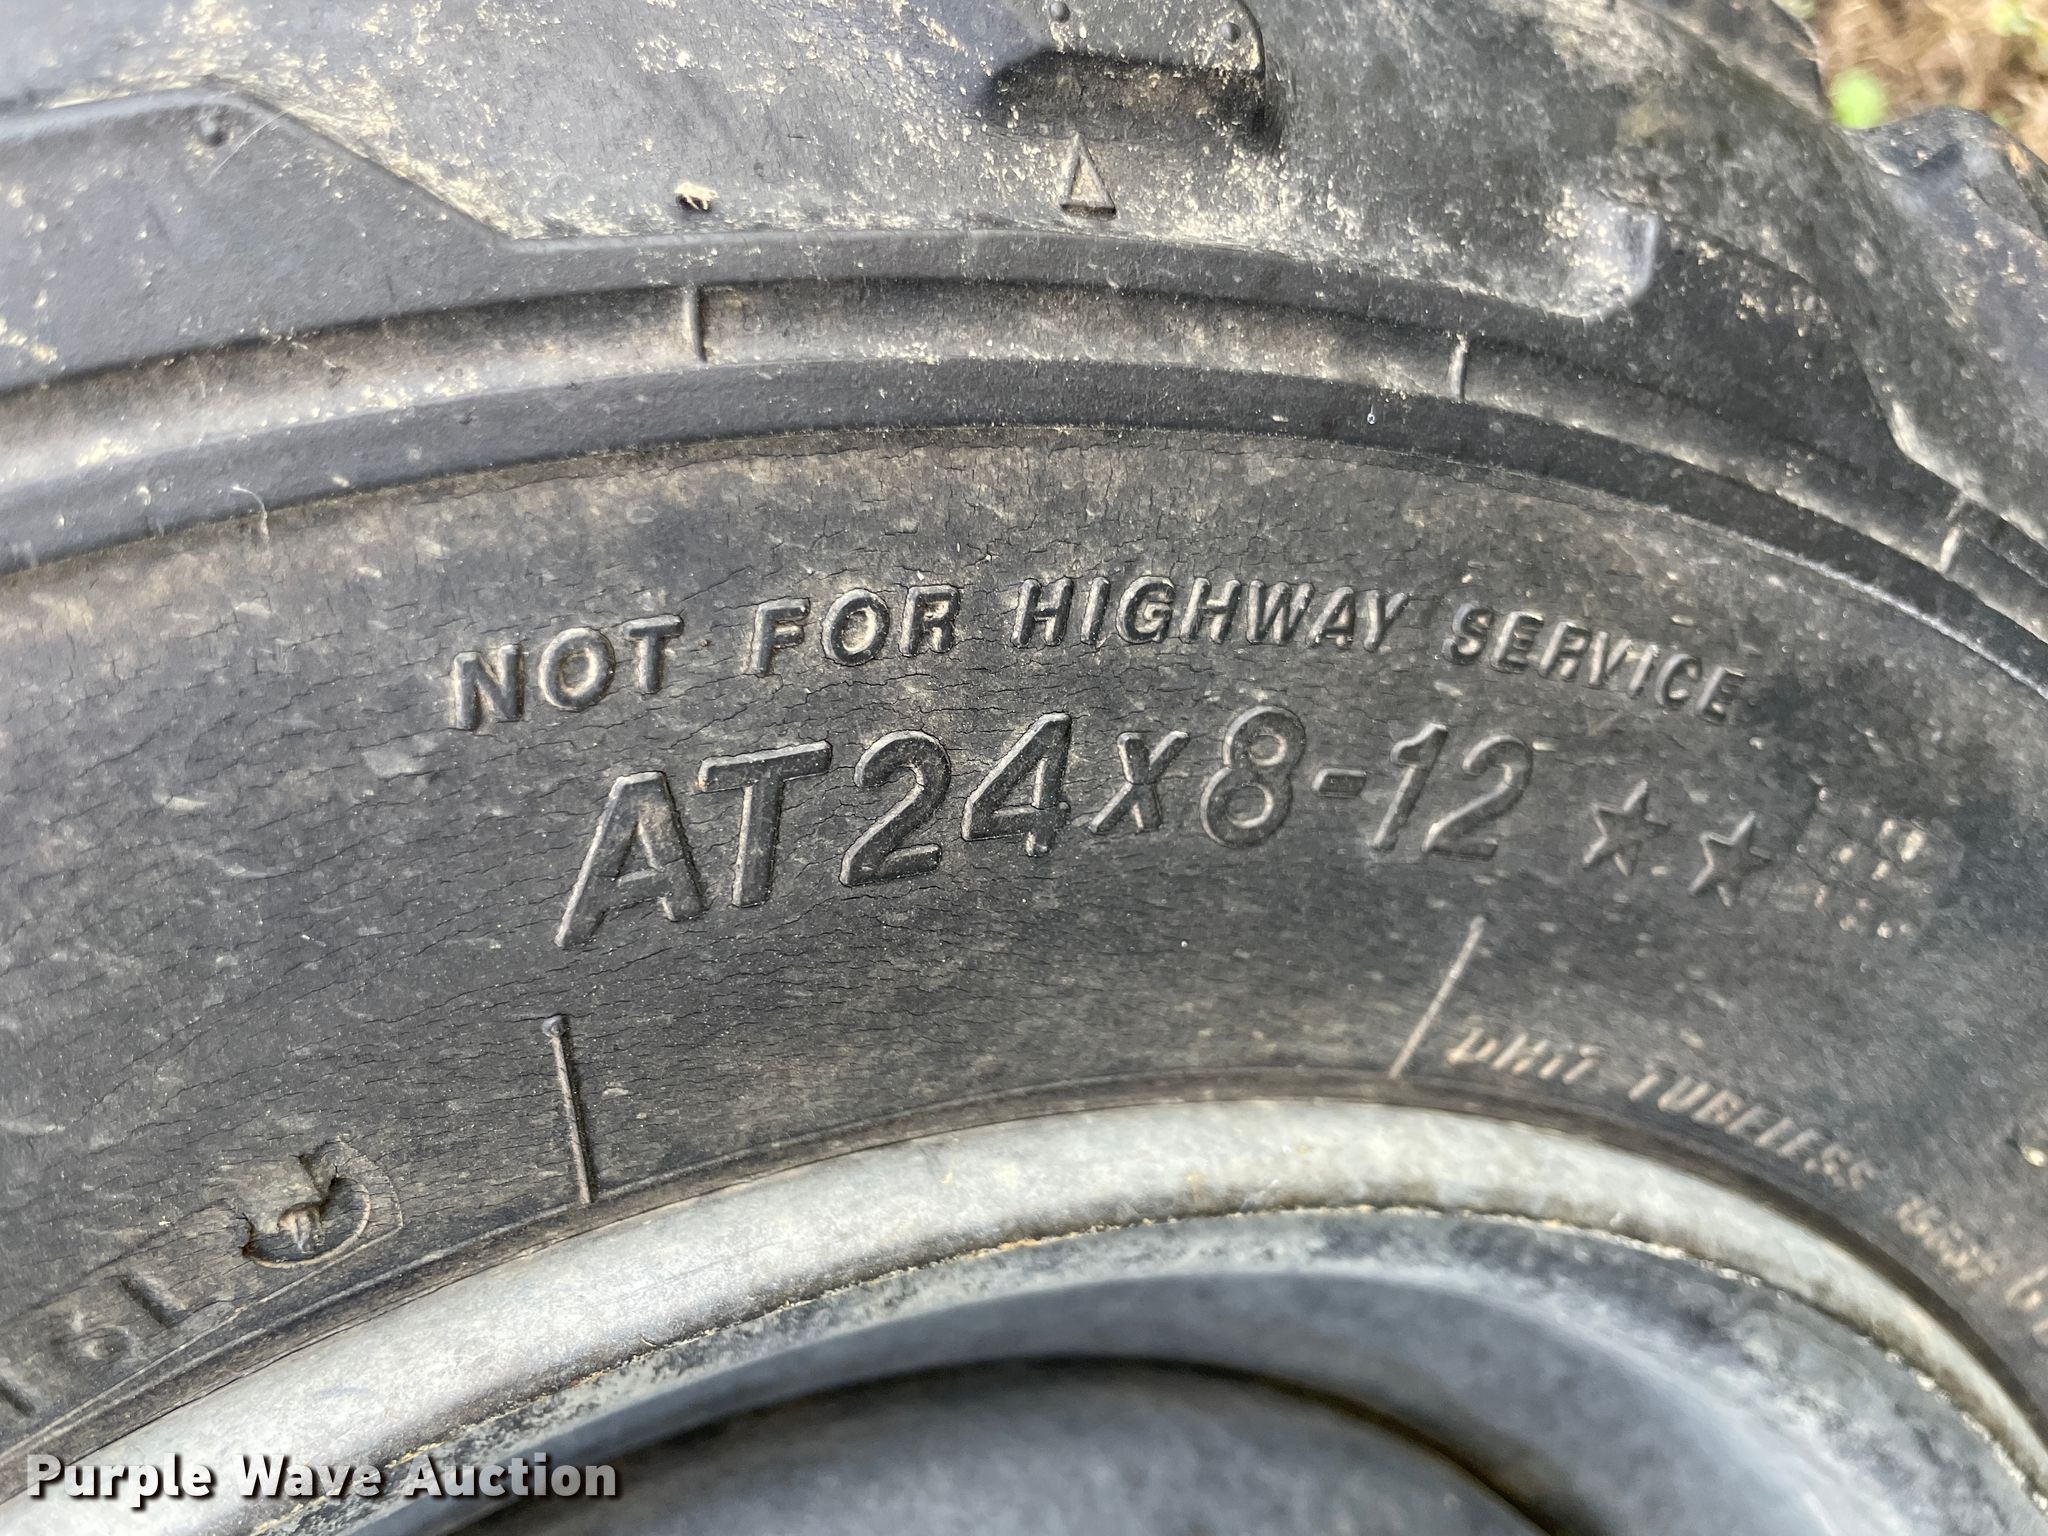 NOT FOR HIGHWAY SERVICE
AT24x8-12 ☆☆
TUBELESS
Purple Wave Auction